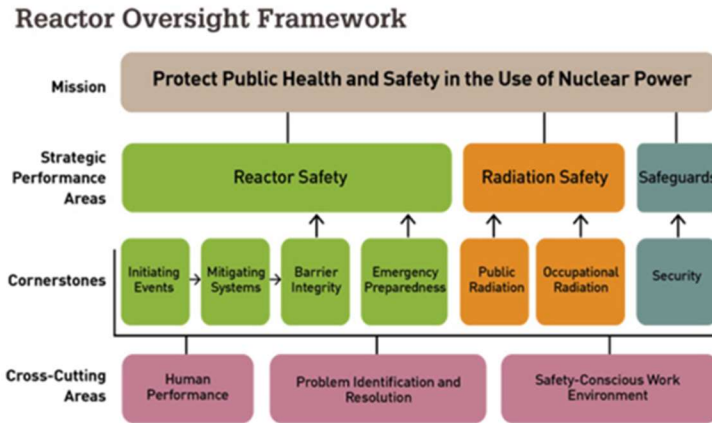 Reactor Oversight Framework
Mission
Protect Public Health and Safety in the Use of Nuclear Power
Strategic
Performance
Areas
Reactor Safety
Radiation Safety
Safeguards
Cornerstones
Initiating
Events
Mitigating
Systems
Barrier
Integrity
Emergency
Preparedness
Public
Radiation
Occupational
Radiation
Security
Cross-Cutting
Areas
Human
Performance
Problem Identification and
Resolution
Safety-Conscious Work
Environment